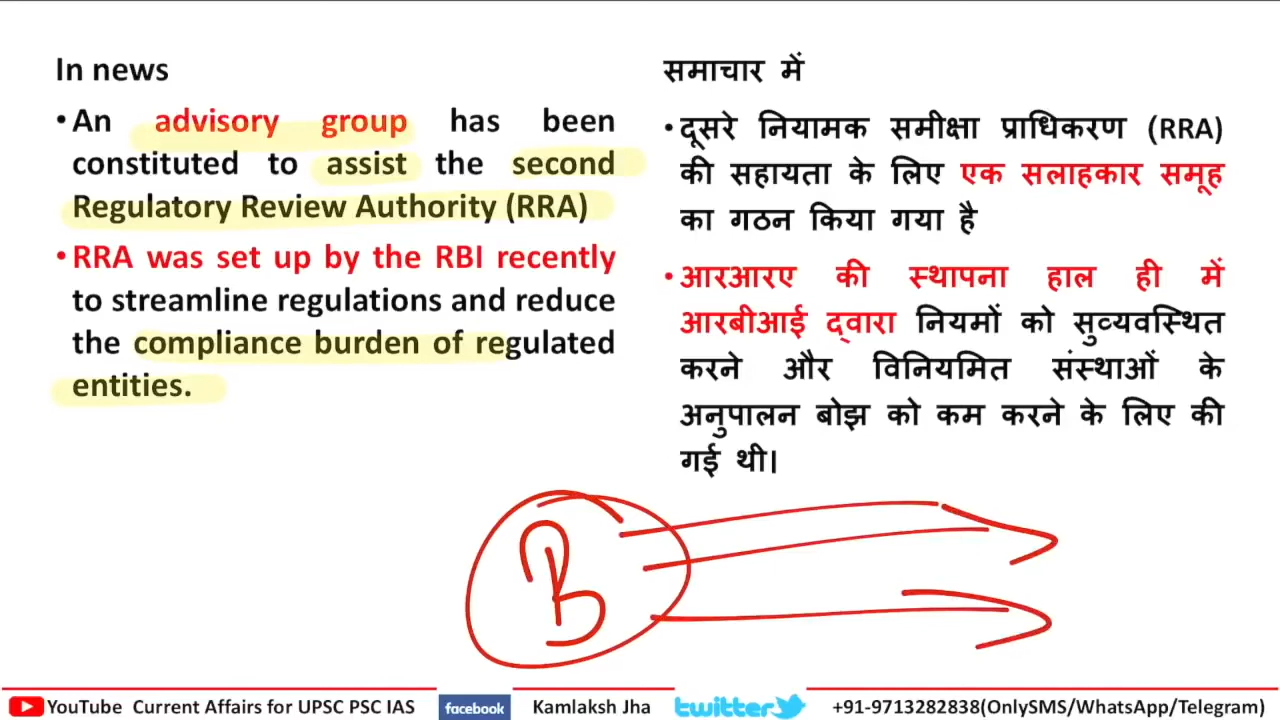 In news
•An advisory group has been
constituted to assist the second
Regulatory Review Authority (RRA)
•RRA was set up by the RBI recently
to streamline regulations and reduce
the compliance burden of regulated
entities.
समाचार में
•दूसरे नियामक समीक्षा प्राधिकरण (RRA)
की सहायता के लिए एक सलाहकार समूह
का गठन किया गया है
•आरआरए की स्थापना हाल ही में
आरबीआई द्वारा नियमों को सुव्यवस्थित
करने और विनियमित संस्थाओं के
अनुपालन बोझ को कम करने के लिए की
गई थी।
B
YouTube Current Affairs for UPSC PSC IAS facebook Kamlaksh Jha twitter +91-9713282838(OnlySMS/WhatsApp/Telegram)